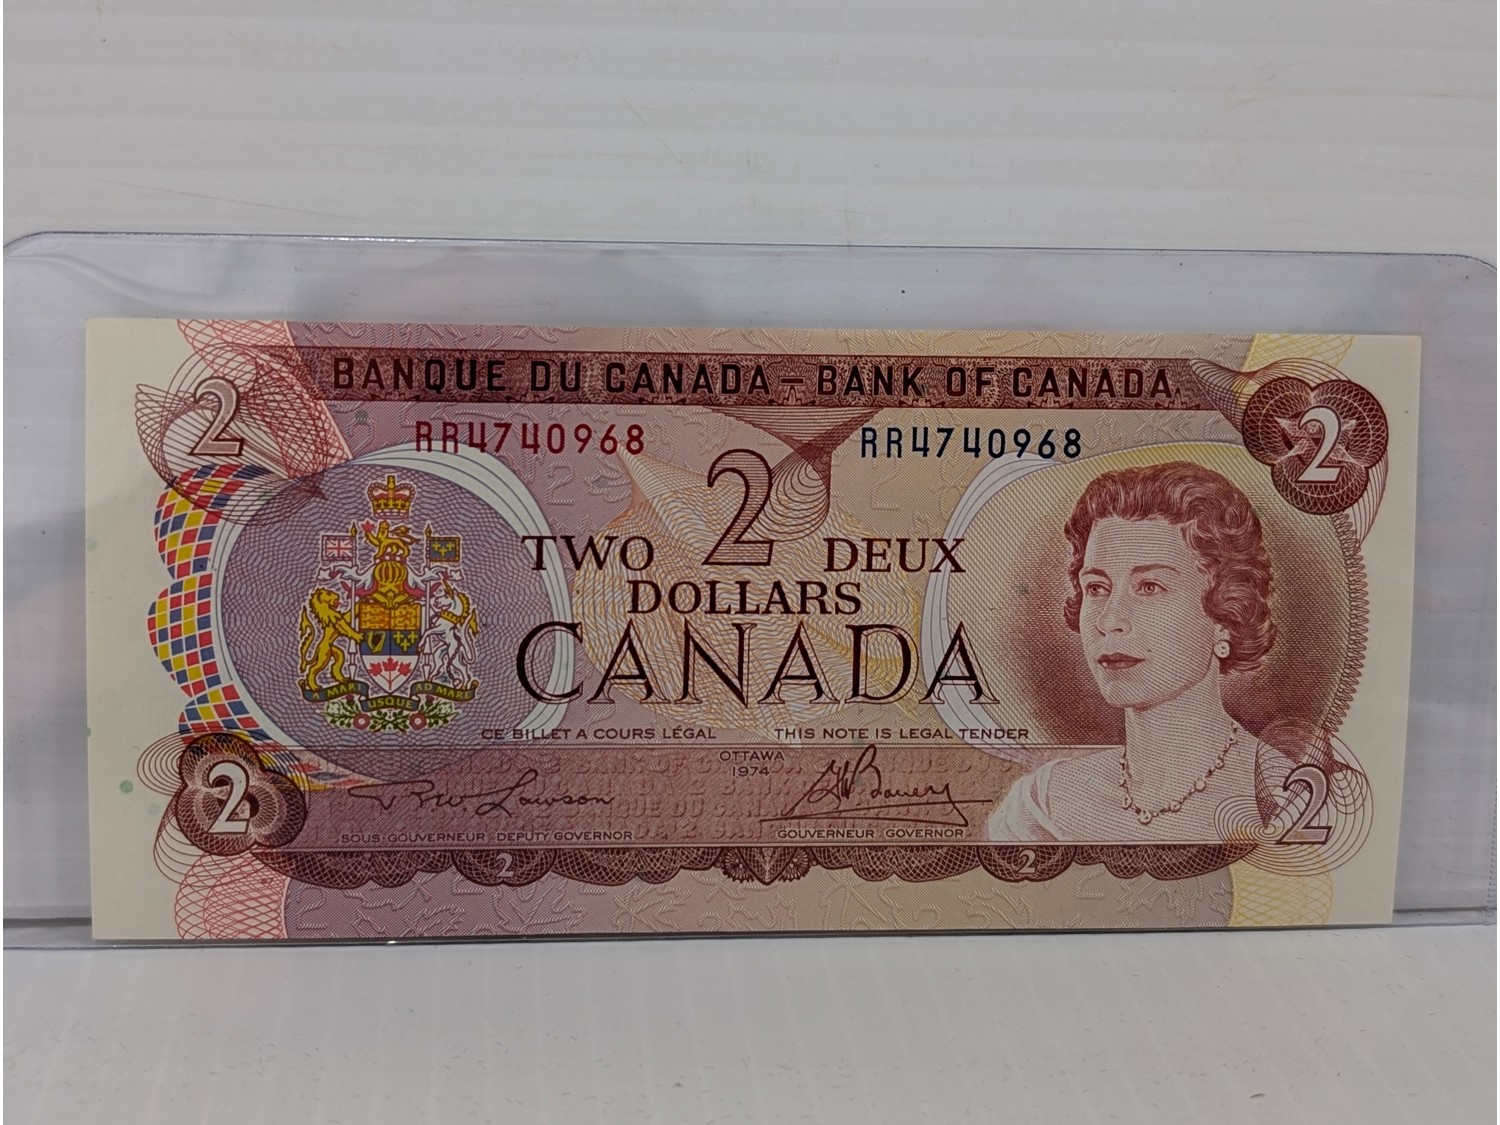 BANQUE DU CANADA – BANK OF CANADA
2
2
RR4740968
RR4740968
2
TWO
DEUX
DOLLARS
CANADA
A MARI
USQUE
AD MARE
CE BILLET A COURS LÉGAL
THIS NOTE IS LEGAL TENDER
OTTAWA
1974
2
2
SOUS-GOUVERNEUR DEPUTY GOVERNOR
GOUVERNEUR GOVERNOR
2
2